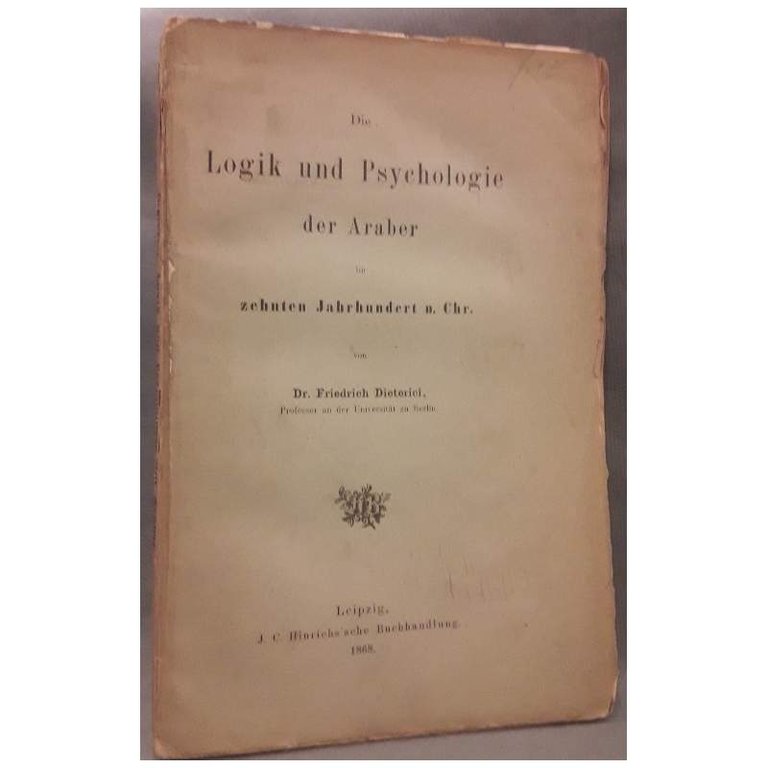 Die
Logik und Psychologie
der Araber
im
zehnten Jahrhundert n. Chr.
von
Dr. Friedrich Dieterici,
Professor an der Universität zu Berlin.
Leipzig,
J. C. Hinrichs'sche Buchhandlung.
1868.